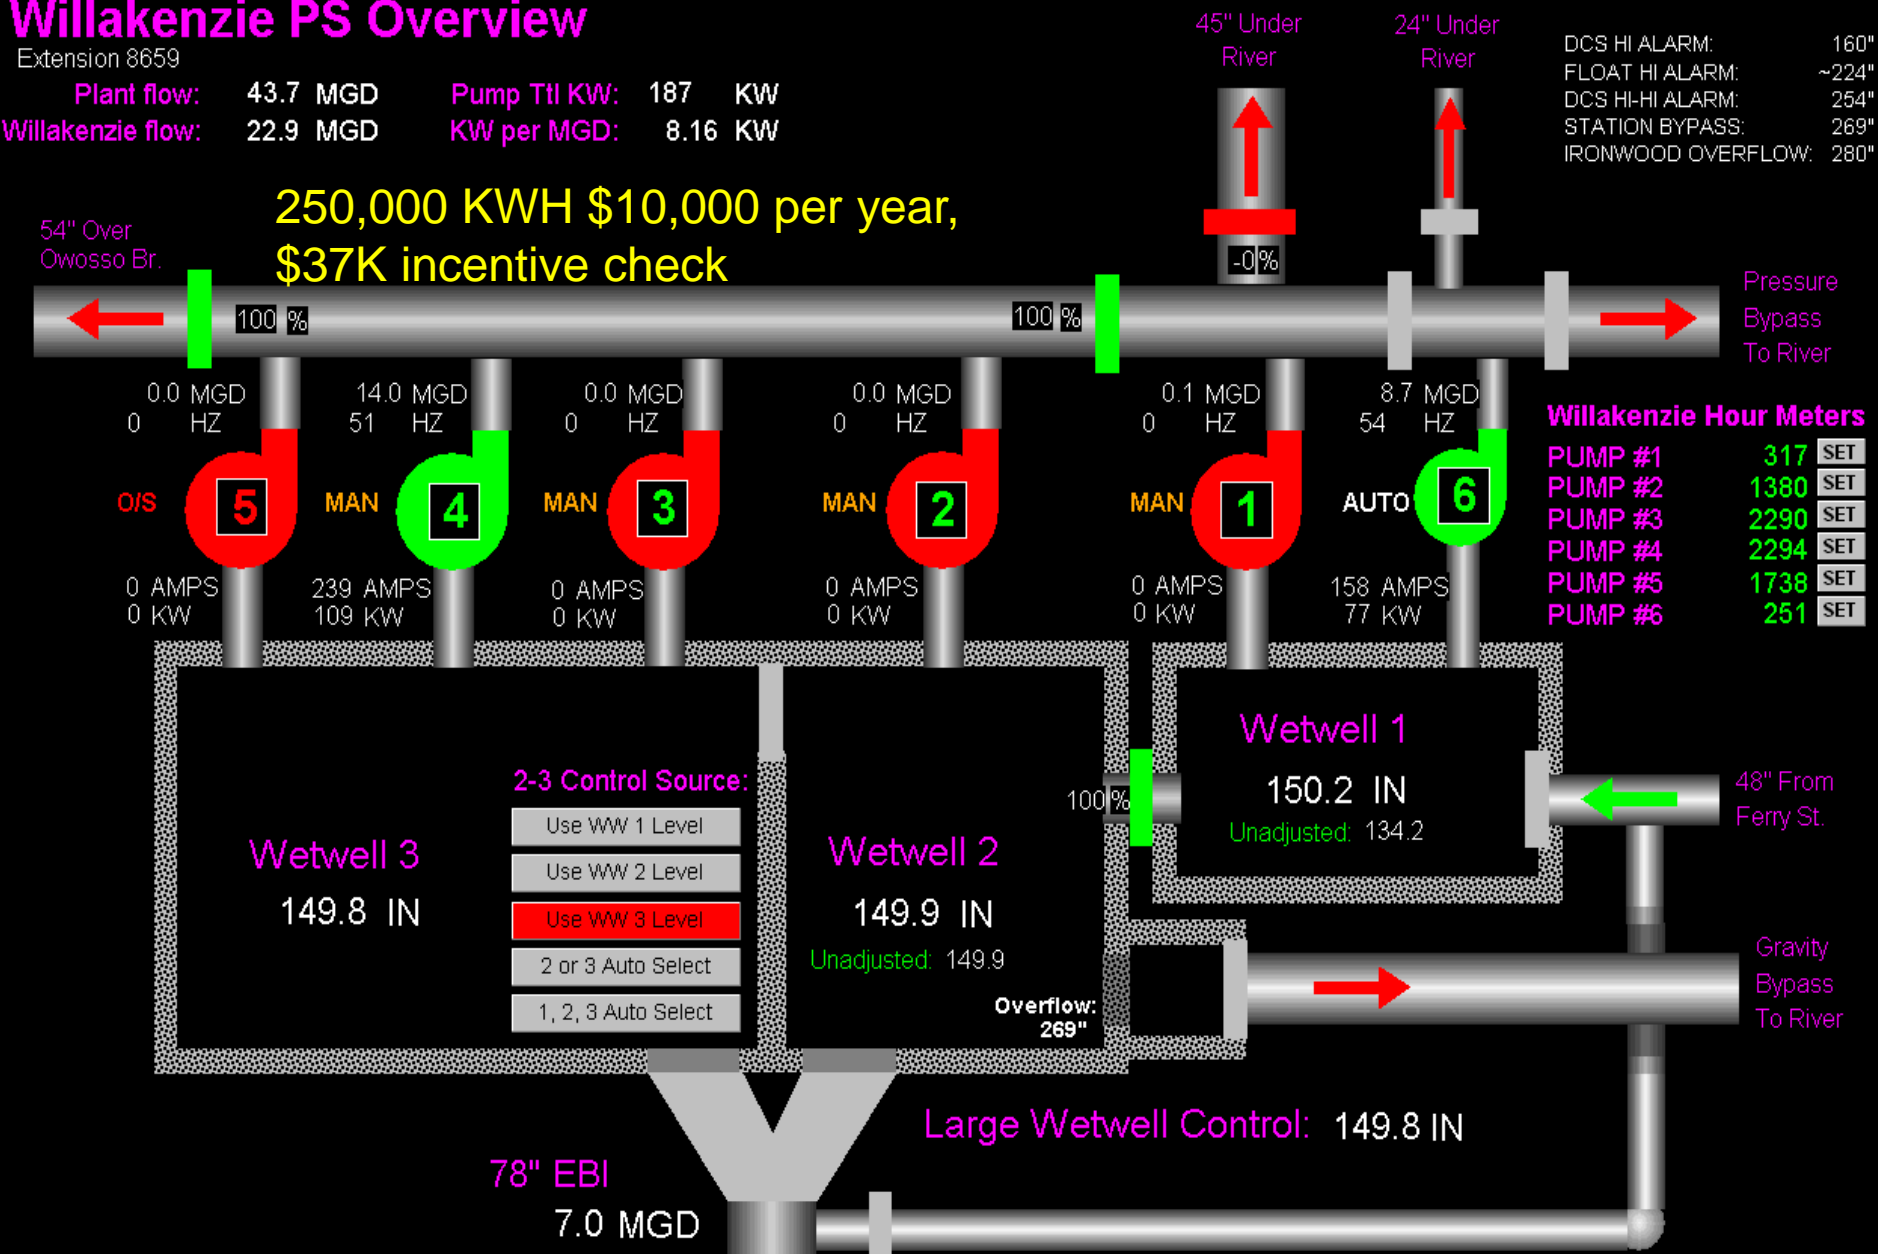 Willakenzie PS Overview
Extension 8659
Plant flow: 43.7 MGD Pump Ttl KW: 187 KW
Willakenzie flow: 22.9 MGD KW per MGD: 8.16 KW
45" Under
River
24" Under
River
DCS HI ALARM: 160"
FLOAT HI ALARM: ~224"
DCS HI-HI ALARM: 254"
STATION BYPASS: 269"
IRONWOOD OVERFLOW: 280"
250,000 KWH $10,000 per year,
$37K incentive check
54" Over
Owosso Br.
-0 %
100 %
100 %
Pressure
Bypass
To River
0.0 MGD
0 HZ
14.0 MGD
51 HZ
0.0 MGD
0 HZ
0.0 MGD
0 HZ
0.1 MGD
0 HZ
8.7 MGD
54 HZ
O/S 5
MAN 4
MAN 3
MAN 2
MAN 1
AUTO 6
Willakenzie Hour Meters
PUMP #1 317 SET
PUMP #2 1380 SET
PUMP #3 2290 SET
PUMP #4 2294 SET
PUMP #5 1738 SET
PUMP #6 251 SET
0 AMPS
0 KW
239 AMPS
109 KW
0 AMPS
0 KW
0 AMPS
0 KW
0 AMPS
0 KW
158 AMPS
77 KW
Wetwell 3
149.8 IN
2-3 Control Source:
Use WW 1 Level
Use WW 2 Level
Use WW 3 Level
2 or 3 Auto Select
1, 2, 3 Auto Select
Wetwell 2
149.9 IN
Unadjusted: 149.9
Overflow:
269"
100 %
Wetwell 1
150.2 IN
Unadjusted: 134.2
48" From
Ferry St.
Gravity
Bypass
To River
Large Wetwell Control: 149.8 IN
78" EBI
7.0 MGD